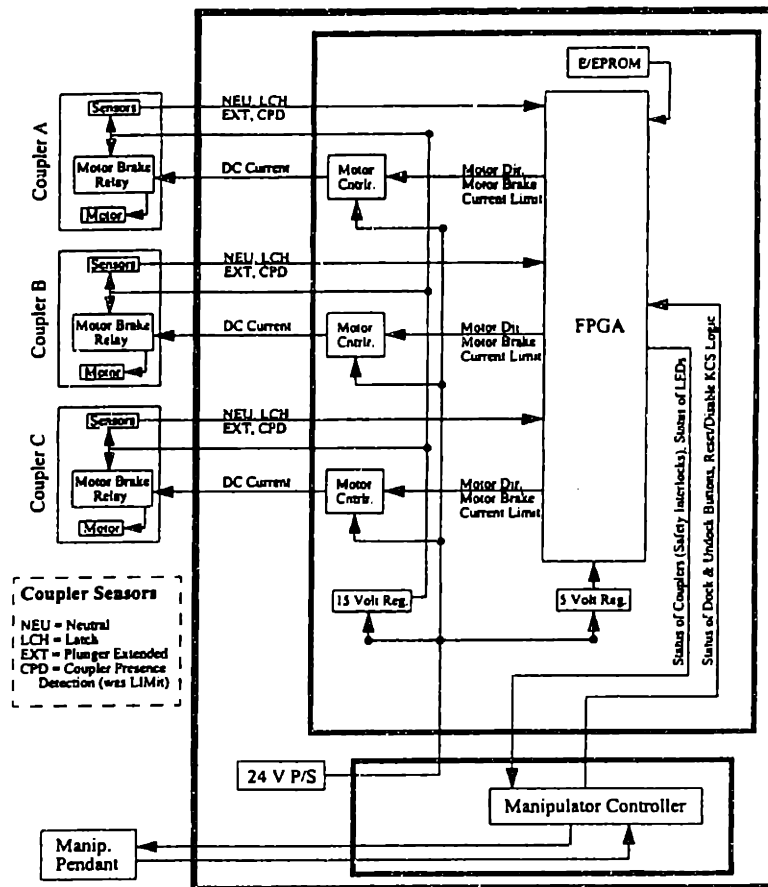 E/EPROM
Coupler A
Sensors
NEU, LCH
EXT, CPD
Motor Brake
Relay
Motor
DC Current
Motor
Cntlr.
Motor Dir.
Motor Brake
Current Limit
Coupler B
Sensors
NEU, LCH
EXT, CPD
Motor Brake
Relay
Motor
DC Current
Motor
Cntlr.
Motor Dir
Motor Brake
Current Limit
FPGA
Coupler C
Sensors
NEU, LCH
EXT, CPD
Motor Brake
Relay
Motor
DC Current
Motor
Cntlr.
Motor Dir.
Motor Brake
Current Limit
Status of Couplers (Safety Interlocks), Status of LEDs
Status of Dock & Undock Buttons, Reset/Disable KCS Logic
Coupler Sensors
NEU = Neutral
LCH = Latch
EXT = Plunger Extended
CPD = Coupler Presence
Detection (was LIMit)
15 Volt Reg.
5 Volt Reg.
24 V P/S
Manipulator Controller
Manip.
Pendant